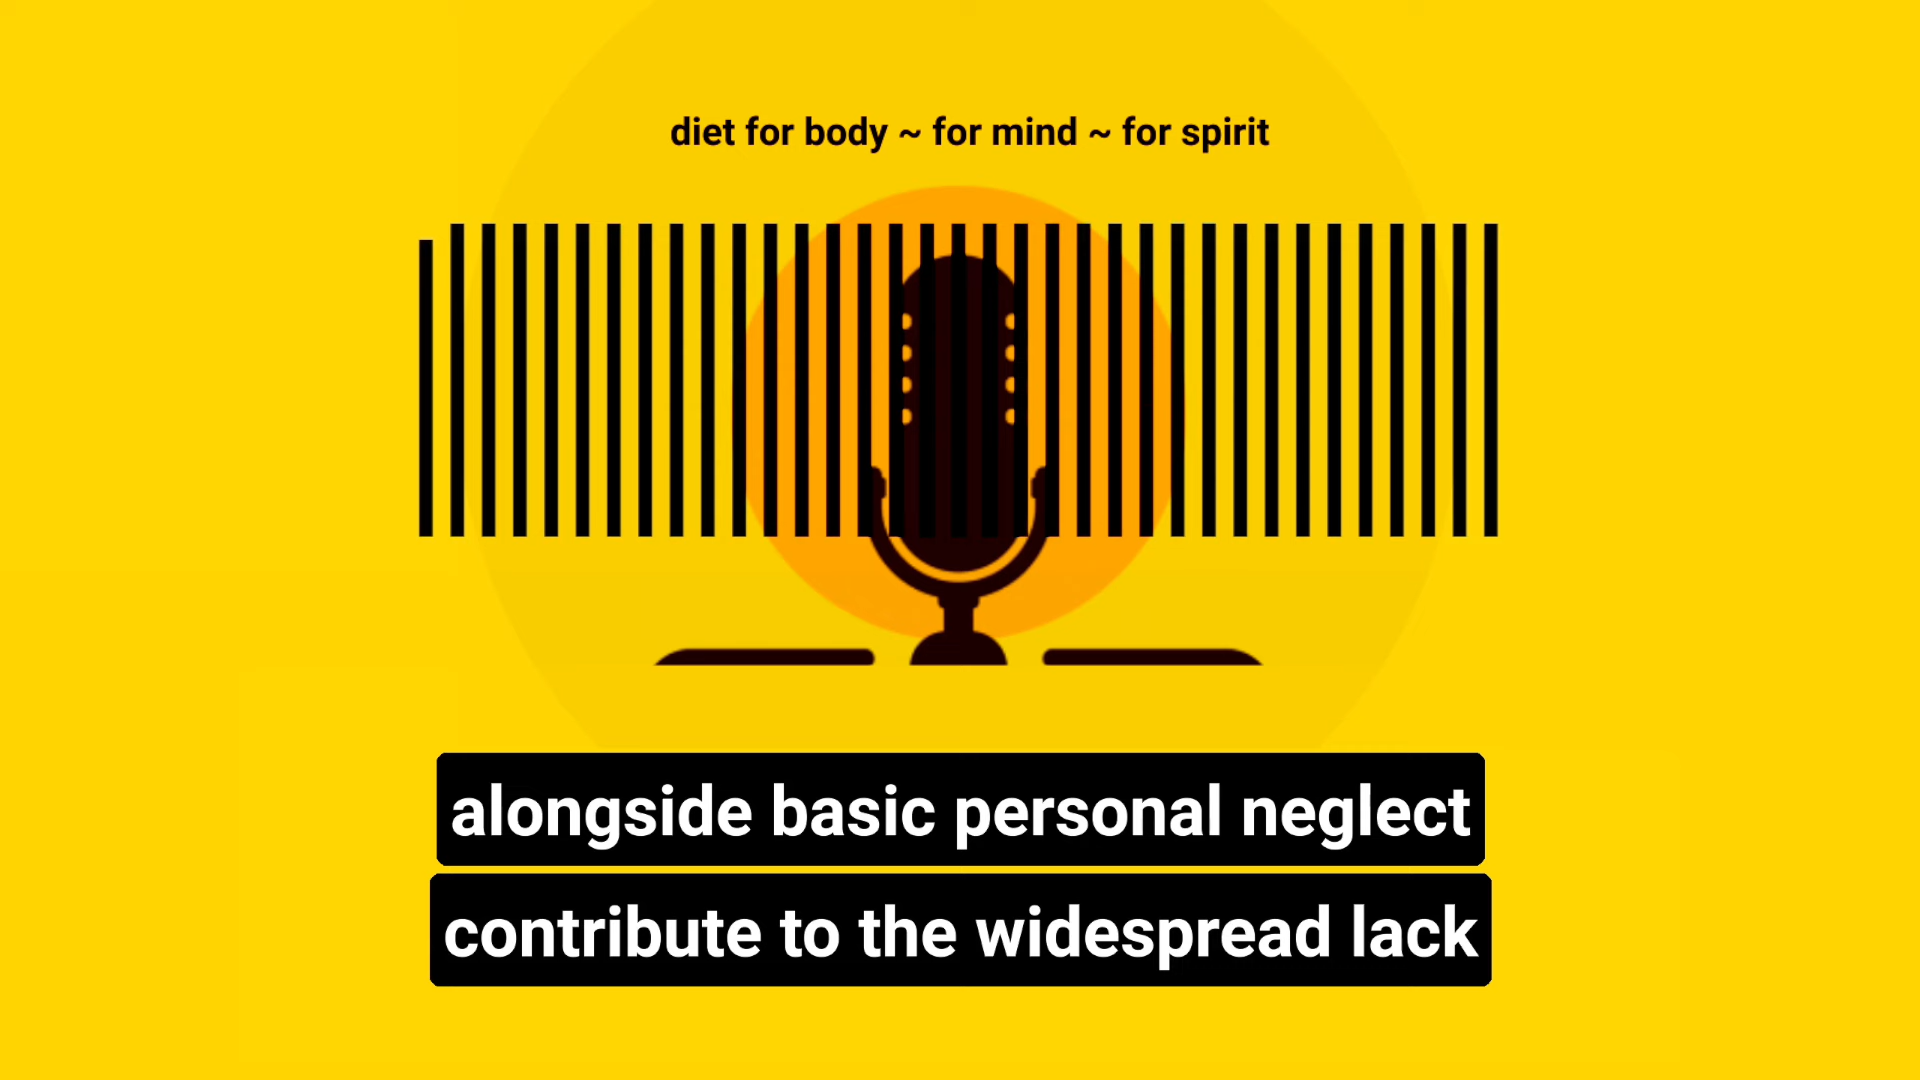 diet for body ~ for mind ~ for spirit
alongside basic personal neglect
contribute to the widespread lack